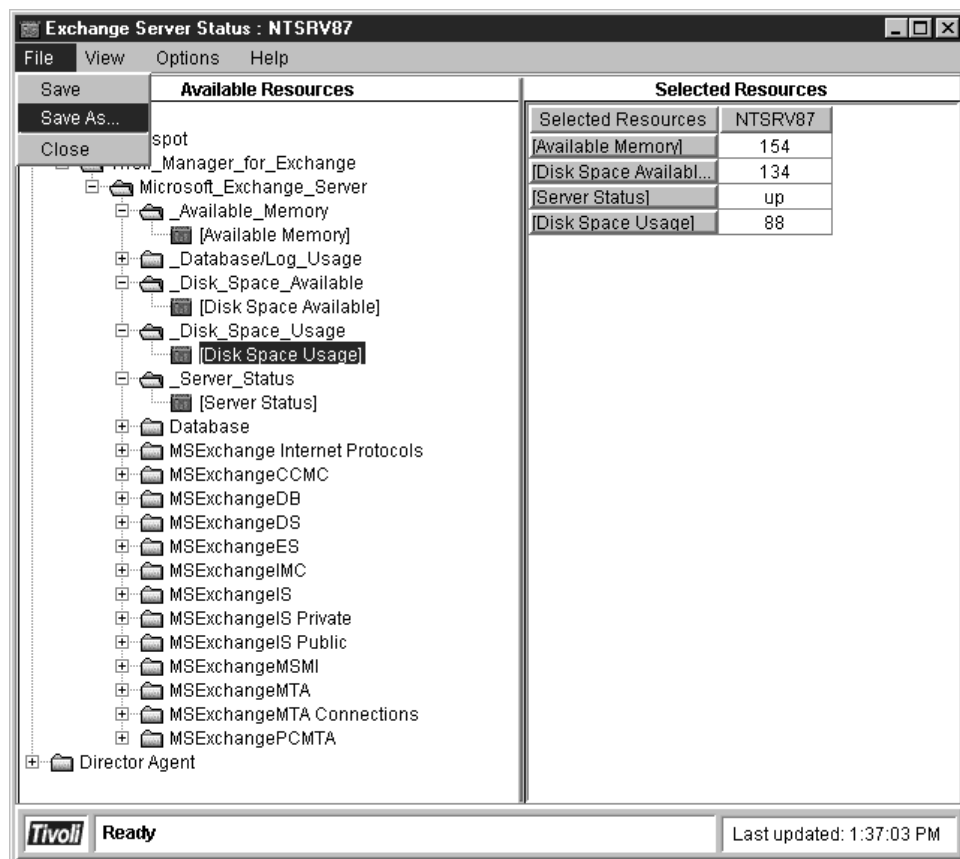 Exchange Server Status : NTSRV87
File View Options Help
Save
Save As...
Close
Available Resources
spot
_Manager_for_Exchange
Microsoft_Exchange_Server
_Available_Memory
[Available Memory]
_Database/Log_Usage
_Disk_Space_Available
[Disk Space Available]
_Disk_Space_Usage
[Disk Space Usage]
_Server_Status
[Server Status]
Database
MSExchange Internet Protocols
MSExchangeCCMC
MSExchangeDB
MSExchangeDS
MSExchangeES
MSExchangeIMC
MSExchangeIS
MSExchangeIS Private
MSExchangeIS Public
MSExchangeMSMI
MSExchangeMTA
MSExchangeMTA Connections
MSExchangePCMTA
Director Agent
Selected Resources
Selected Resources NTSRV87
[Available Memory] 154
[Disk Space Availabl... 134
[Server Status] up
[Disk Space Usage] 88
Tivoli Ready Last updated: 1:37:03 PM